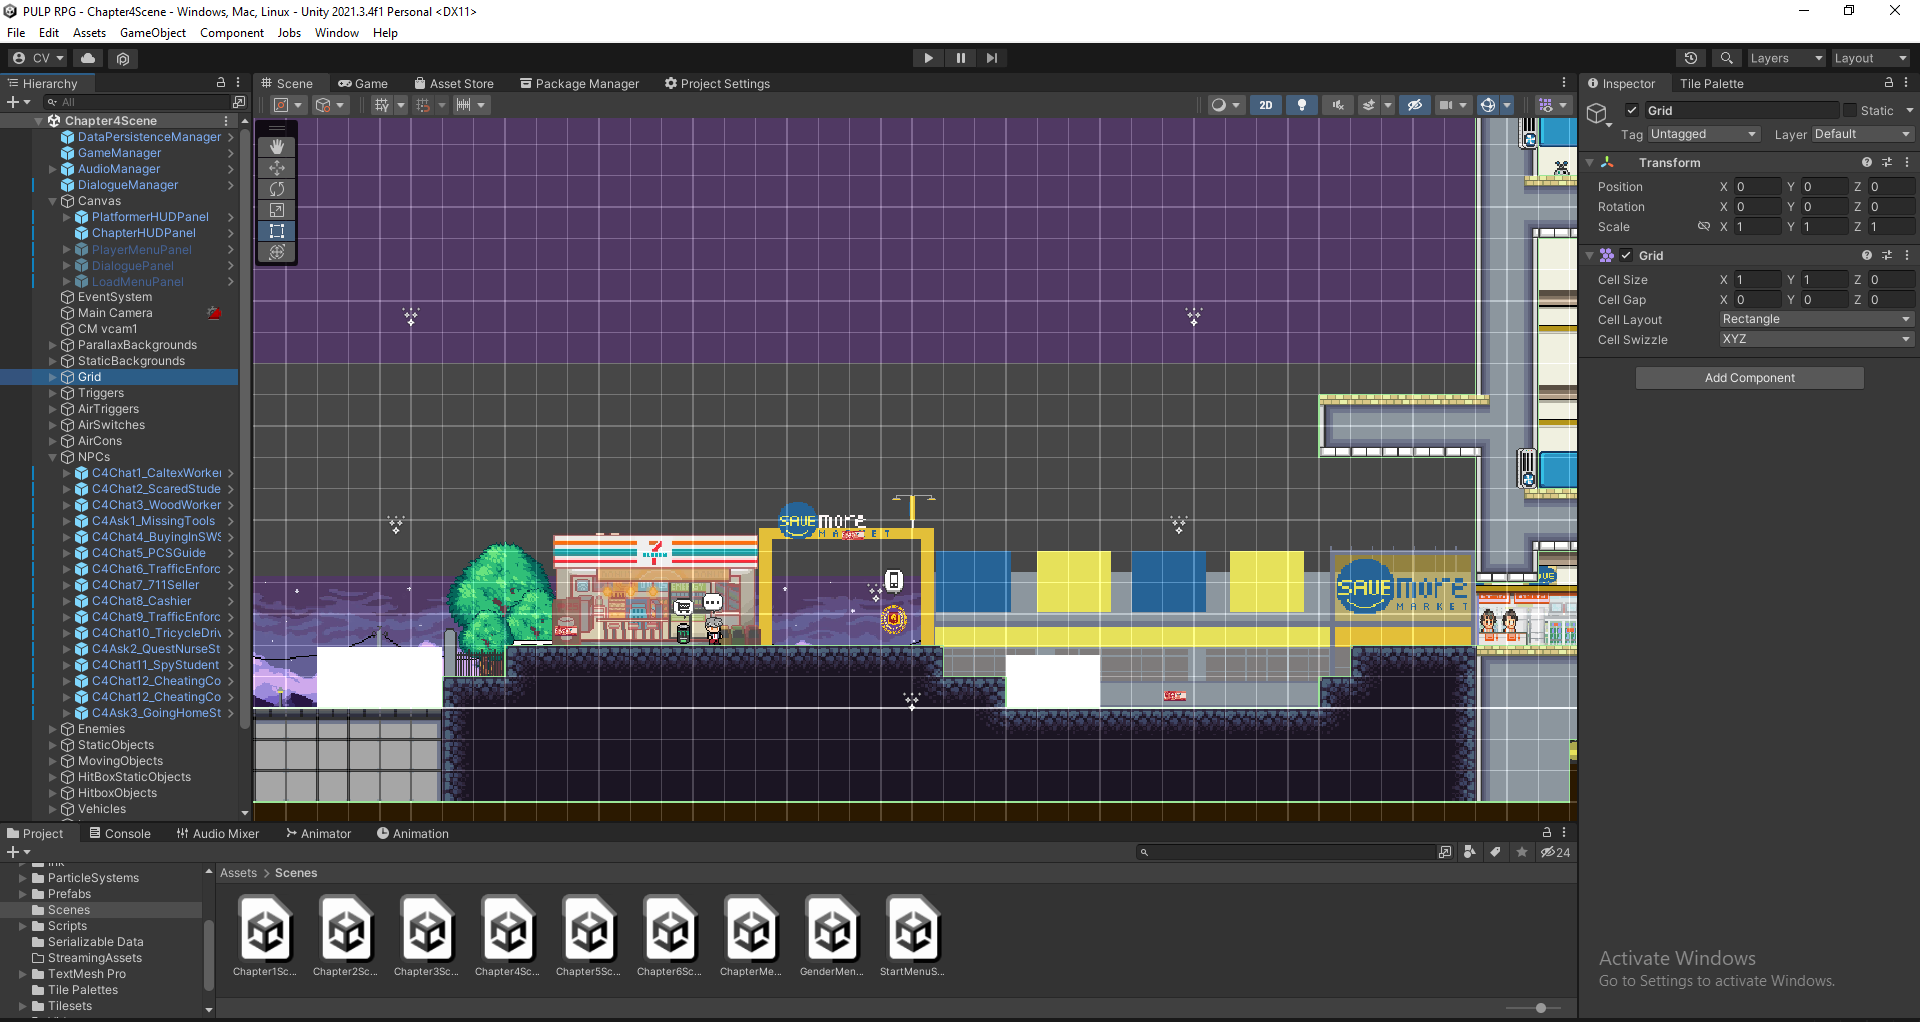 PULP RPG - Chapter4Scene - Windows, Mac, Linux - Unity 2021.3.4f1 Personal <DX11>
File Edit Assets GameObject Component Jobs Window Help
CV Layers Layout
Hierarchy Scene Game Asset Store Package Manager Project Settings Inspector Tile Palette
All 2D
Chapter4Scene
DataPersistenceManager
GameManager
AudioManager
DialogueManager
Canvas
PlatformerHUDPanel
ChapterHUDPanel
PlayerMenuPanel
DialoguePanel
LoadMenuPanel
EventSystem
Main Camera
CM vcam1
ParallaxBackgrounds
StaticBackgrounds
Grid
Triggers
AirTriggers
AirSwitches
AirCons
NPCs
C4Chat1_CaltexWorker
C4Chat2_ScaredStude
C4Chat3_WoodWorker
C4Ask1_MissingTools
C4Chat4_BuyingInSWS
C4Chat5_PCSGuide
C4Chat6_TrafficEnforc
C4Chat7_711Seller
C4Chat8_Cashier
C4Chat9_TrafficEnforc
C4Chat10_TricycleDriv
C4Ask2_QuestNurseSt
C4Chat11_SpyStudent
C4Chat12_CheatingCo
C4Chat12_CheatingCo
C4Ask3_GoingHomeSt
Enemies
StaticObjects
MovingObjects
HitBoxStaticObjects
HitboxObjects
Vehicles
SAVE more
MARKET
7
SAVE more
MARKET
Grid Static
Tag Untagged Layer Default
Transform
Position X 0 Y 0 Z 0
Rotation X 0 Y 0 Z 0
Scale X 1 Y 1 Z 1
Grid
Cell Size X 1 Y 1 Z 0
Cell Gap X 0 Y 0 Z 0
Cell Layout Rectangle
Cell Swizzle XYZ
Add Component
Project Console Audio Mixer Animator Animation
24
ParticleSystems
Prefabs
Scenes
Scripts
Serializable Data
StreamingAssets
TextMesh Pro
Tile Palettes
Tilesets
Assets > Scenes
Chapter1Sc... Chapter2Sc... Chapter3Sc... Chapter4Sc... Chapter5Sc... Chapter6Sc... ChapterMe... GenderMen... StartMenuS...
Activate Windows
Go to Settings to activate Windows.